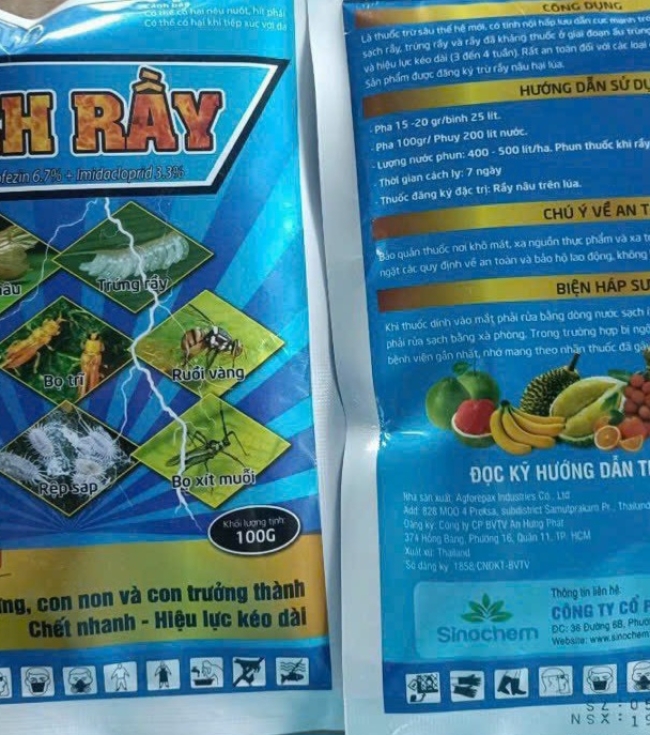 Có thể có hại nếu nuốt, hít phải
Có thể có hại khi tiếp xúc với da
H RẦY
fezin 6.7% + Imidacloprid 3.3%
Trứng rầy
Bọ trĩ
Ruồi vàng
Rệp sáp
Bọ xít muỗi
Khối lượng tịnh:
100G
con non và con trưởng thành
Chết nhanh - Hiệu lực kéo dài
CÔNG DỤNG
Là thuốc trừ sâu thế hệ mới, có tính nội hấp lưu dẫn cực mạnh
sạch rầy, trứng rầy và rầy đã kháng thuốc ở giai đoạn ấu trùng
và hiệu lực kéo dài (3 đến 4 tuần). Rất an toàn đối với các loại
Sản phẩm được đăng ký trừ rầy nâu hại lúa.
HƯỚNG DẪN SỬ
- Pha 15 -20 gr/bình 25 lít.
- Pha 100gr/ Phuy 200 lít nước.
- Lượng nước phun: 400 - 500 lít/ha. Phun thuốc khi rầy
- Thời gian cách ly: 7 ngày
- Thuốc đăng ký đặc trị: Rầy nâu trên lúa.
CHÚ Ý VỀ AN
Bảo quản thuốc nơi khô mát, xa nguồn thực phẩm và xa
ngặt các quy định về an toàn và bảo hộ lao động, không
BIỆN HÁP
Khi thuốc dính vào mắt phải rửa bằng dòng nước sạch
phải rửa sạch bằng xà phòng. Trong trường hợp bị
bệnh viện gần nhất, nhớ mang theo nhãn thuốc đã
ĐỌC KỸ HƯỚNG DẪN
Nhà sản xuất: Agforepax Industries Co., Ltd
Add: 828 MOO 4 Preksa, subdistrict Samutprakarn Pr., Thailand
Đăng ký: Công ty CP BVTV An Hưng Phát
374 Hồng Bàng, Phường 16, Quận 11, TP. HCM
Xuất xứ: Thailand
Số đăng ký: 1858/CNĐKT-BVTV
Sinochem
Thông tin liên hệ:
CÔNG TY CỔ
ĐC: 36 Đường 6B,
Website: www.sinochem
NSX: 1